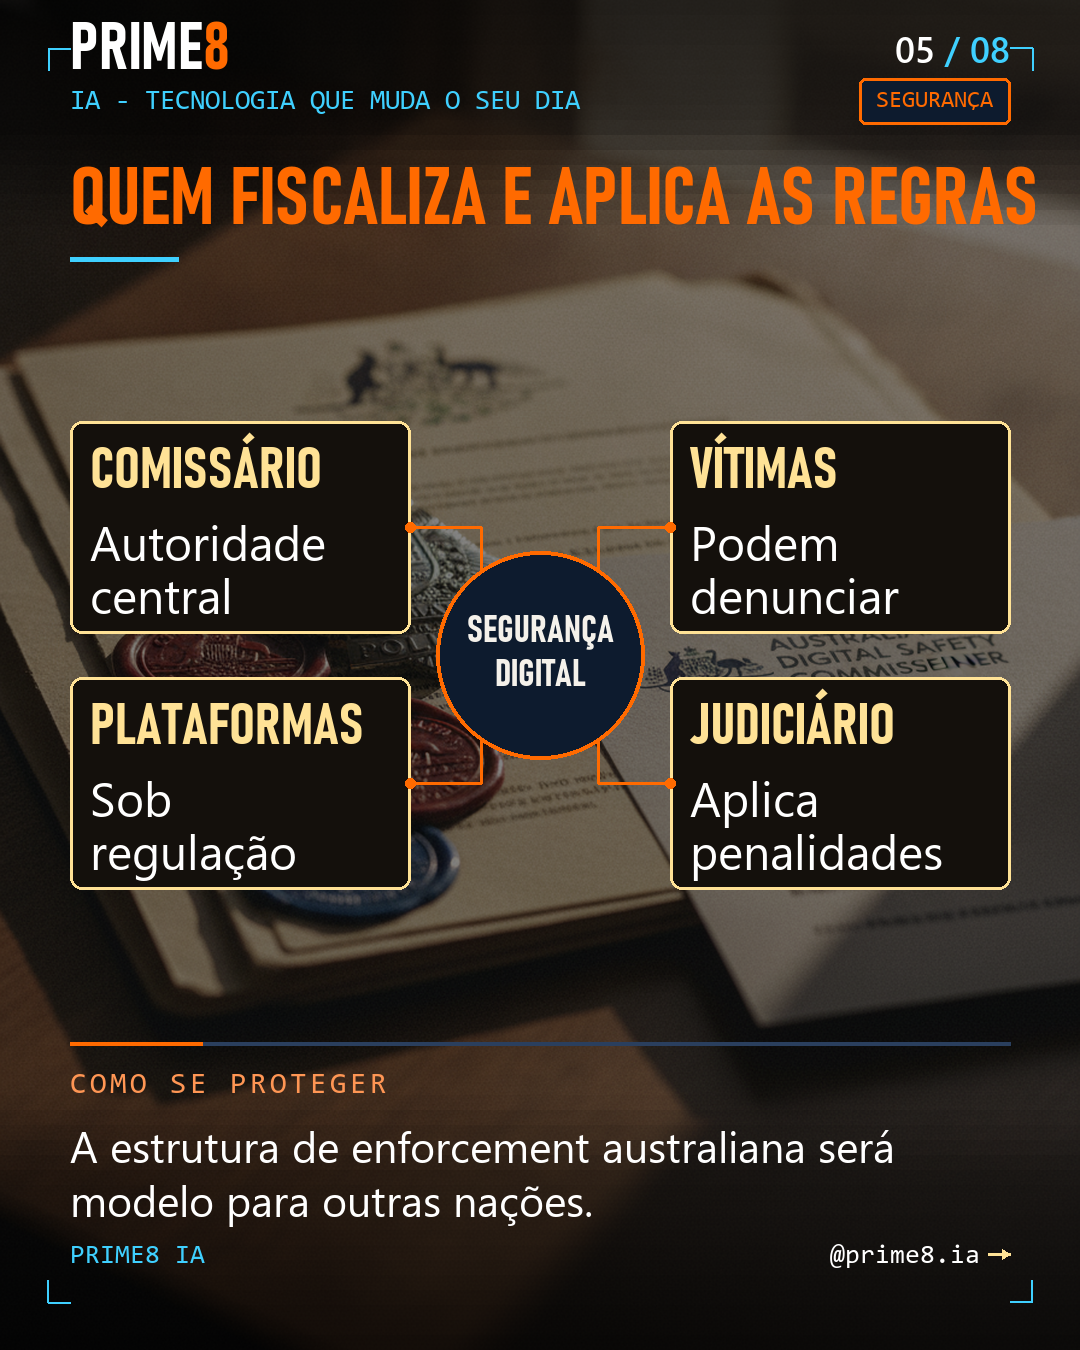 PRIME8
IA - TECNOLOGIA QUE MUDA O SEU DIA
05 / 08
SEGURANÇA
QUEM FISCALIZA E APLICA AS REGRAS
COMISSÁRIO
Autoridade
central
VÍTIMAS
Podem
denunciar
SEGURANÇA
DIGITAL
PLATAFORMAS
Sob
regulação
JUDICIÁRIO
Aplica
penalidades
DIGITAL SAFETY
COMO SE PROTEGER
A estrutura de enforcement australiana será
modelo para outras nações.
PRIME8 IA
@prime8.ia